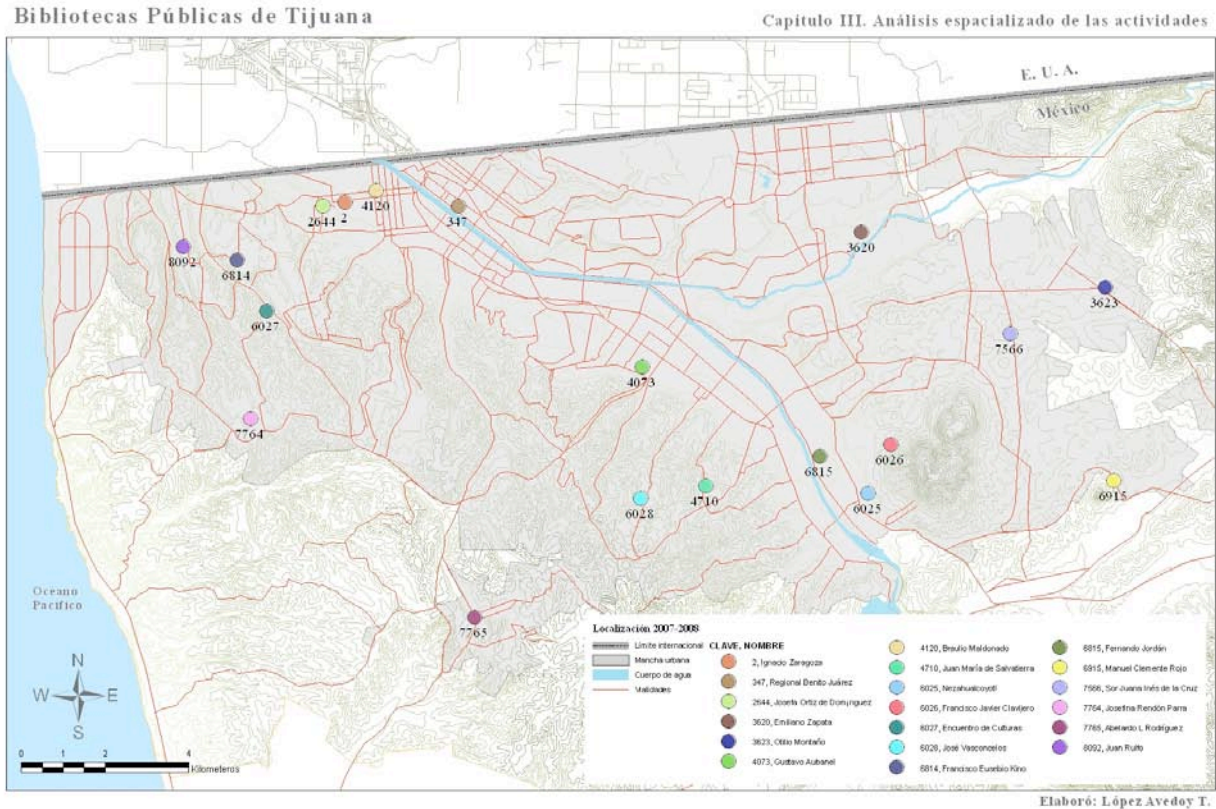 Bibliotecas Públicas de Tijuana
Capítulo III. Análisis espacializado de las actividades
E. U. A.
México
4120
2644
2
347
3620
8092
6814
3623
6027
7566
4073
7764
6815
6026
4710
6028
6025
6915
Oceano
Pacífico
7765
N
W E
S
0 1 2 4
Kilometeros
Localización 2007-2008
Límite internacional
Mancha urbana
Cuerpo de agua
Vialidades
CLAVE, NOMBRE
2, Ignacio Zaragoza
347, Regional Benito Juárez
2644, Josefa Ortiz de Domínguez
3620, Emiliano Zapata
3623, Otilio Montaño
4073, Gustavo Aubanel
4120, Braulio Maldonado
4710, Juan María de Salvatierra
6025, Nezahualcoyotl
6026, Francisco Javier Clavijero
6027, Encuentro de Culturas
6028, José Vasconcelos
6814, Francisco Eusebio Kino
6815, Fernando Jordán
6915, Manuel Clemente Rojo
7566, Sor Juana Inés de la Cruz
7764, Josefina Rendón Parra
7765, Abelardo L Rodríguez
8092, Juan Rulfo
Elaboró: López Avedoy T.